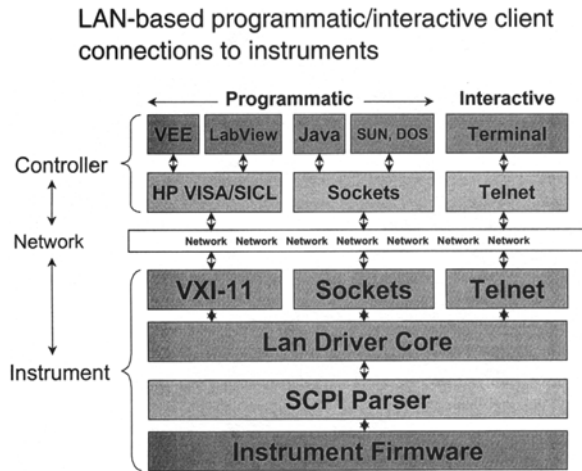 LAN-based programmatic/interactive client
connections to instruments
Programmatic Interactive
VEE LabView Java SUN, DOS Terminal
Controller
HP VISA/SICL Sockets Telnet
Network
Network Network Network Network Network Network Network
VXI-11 Sockets Telnet
Lan Driver Core
Instrument
SCPI Parser
Instrument Firmware